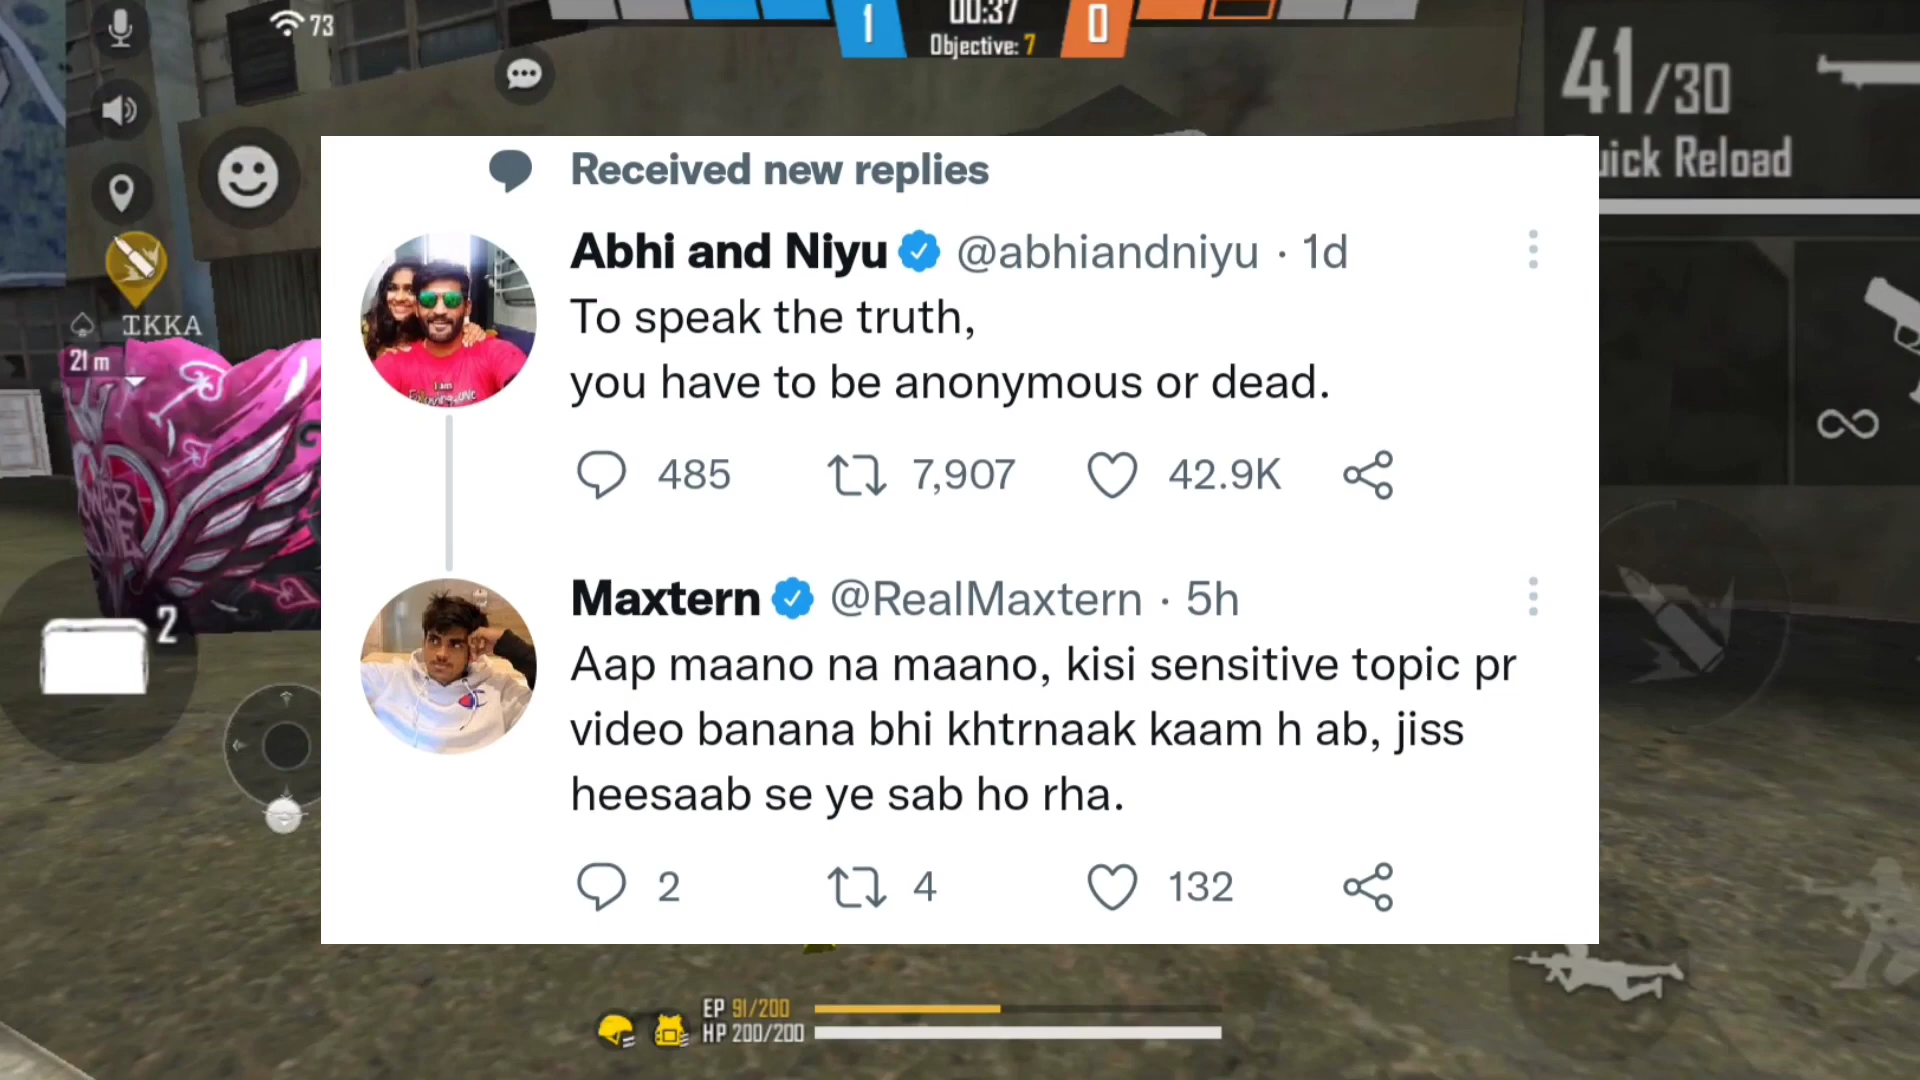 73
1
00:37
0
Objective: 7
41/30
uick Reload
IKKA
21 m
2
Received new replies
Abhi and Niyu @abhiandniyu · 1d
To speak the truth,
you have to be anonymous or dead.
485 7,907 42.9K
Maxtern @RealMaxtern · 5h
Aap maano na maano, kisi sensitive topic pr
video banana bhi khtrnaak kaam h ab, jiss
heesaab se ye sab ho rha.
2 4 132
EP 91/200
HP 200/200